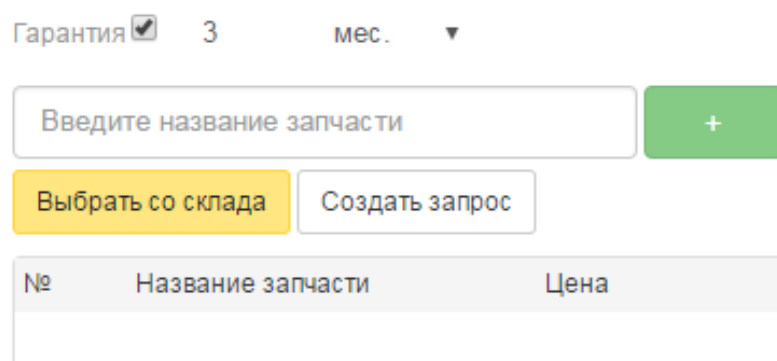 Гарантия 3 мес.
Введите название запчасти +
Выбрать со склада Создать запрос
№ Название запчасти Цена